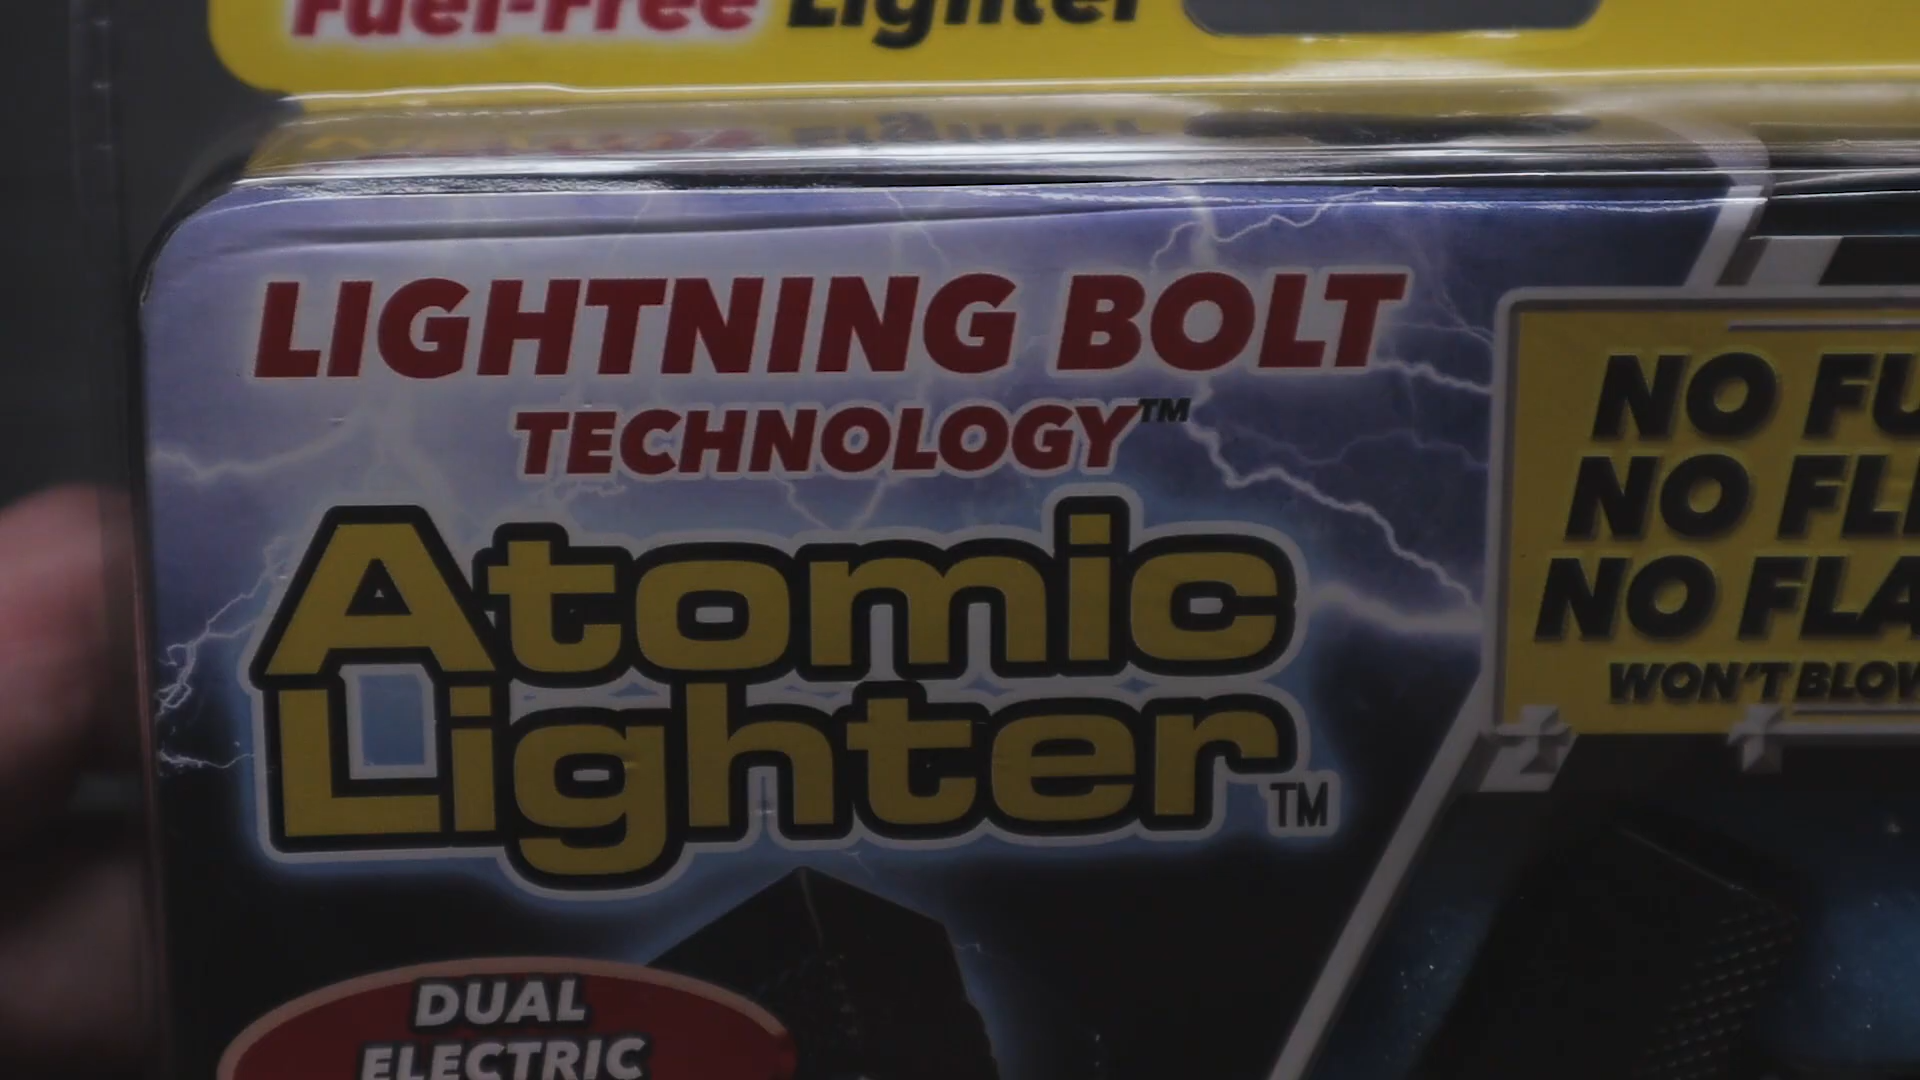 Fuel-Free Lighter
LIGHTNING BOLT
TECHNOLOGY™
Atomic
Lighter™
NO FU
NO FL
NO FLA
WON'T BLOW
DUAL
ELECTRIC